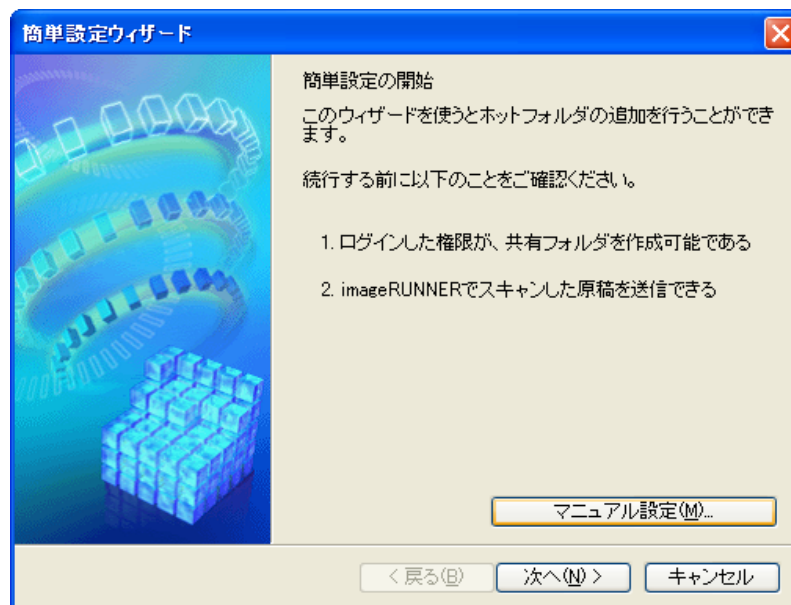 簡単設定ウィザード
簡単設定の開始
このウィザードを使うとホットフォルダの追加を行うことができ
ます。
続行する前に以下のことをご確認ください。
1. ログインした権限が、共有フォルダを作成可能である
2. imageRUNNERでスキャンした原稿を送信できる
マニュアル設定(M)...
< 戻る(B)
次へ(N) >
キャンセル